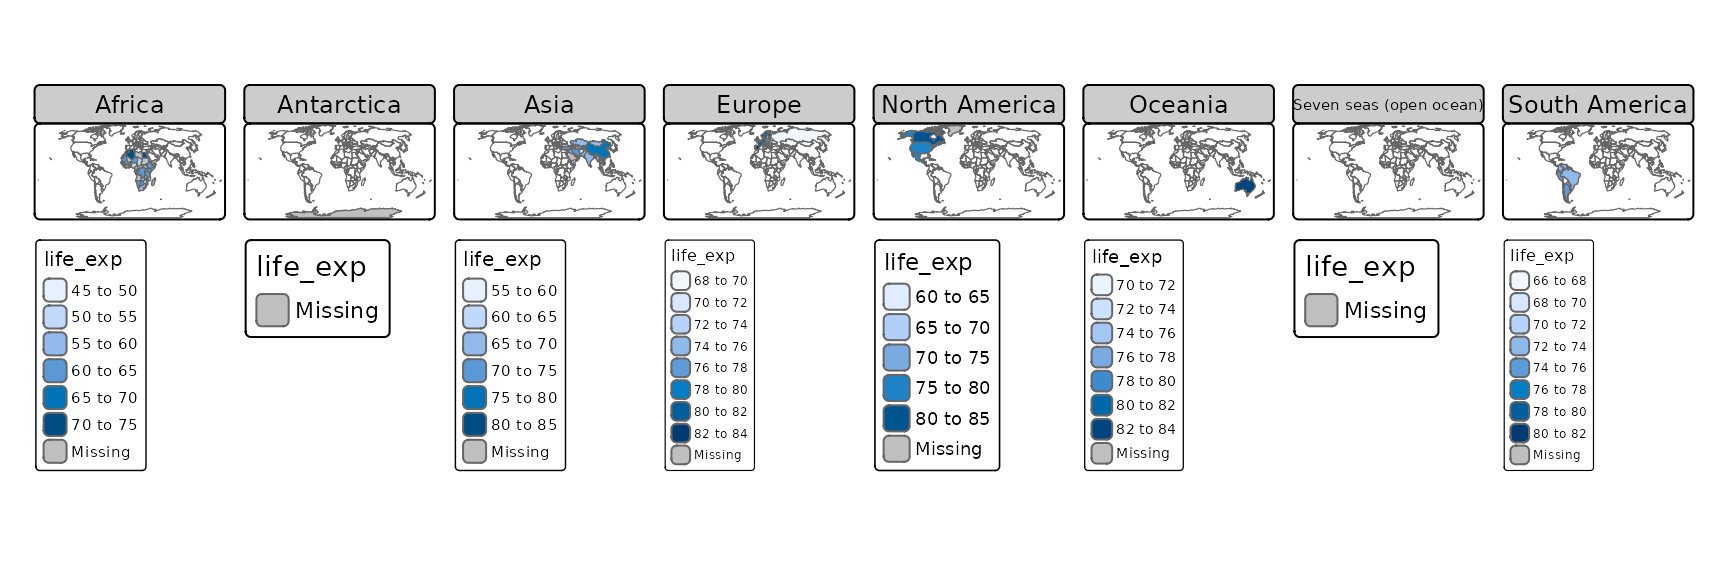 Africa
Antarctica
Asia
Europe
North America
Oceania
Seven seas (open ocean)
South America
life_exp
45 to 50
50 to 55
55 to 60
60 to 65
65 to 70
70 to 75
Missing
life_exp
Missing
life_exp
55 to 60
60 to 65
65 to 70
70 to 75
75 to 80
80 to 85
Missing
life_exp
68 to 70
70 to 72
72 to 74
74 to 76
76 to 78
78 to 80
80 to 82
82 to 84
Missing
life_exp
60 to 65
65 to 70
70 to 75
75 to 80
80 to 85
Missing
life_exp
70 to 72
72 to 74
74 to 76
76 to 78
78 to 80
80 to 82
82 to 84
Missing
life_exp
Missing
life_exp
66 to 68
68 to 70
70 to 72
72 to 74
74 to 76
76 to 78
78 to 80
80 to 82
Missing